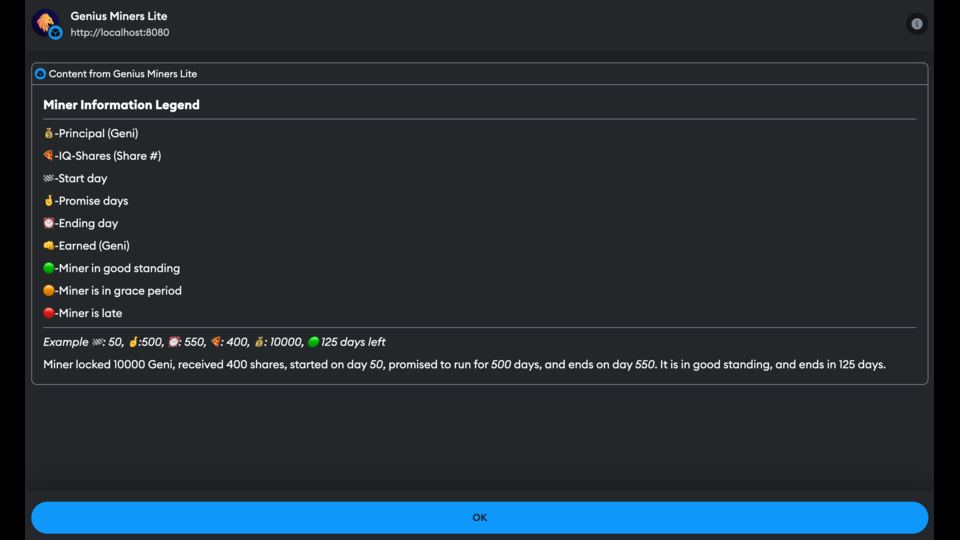 Genius Miners Lite
http://localhost:8080
Content from Genius Miners Lite
Miner Information Legend
💰-Principal (Geni)
🍕-IQ-Shares (Share #)
🏁-Start day
🤞-Promise days
⏰-Ending day
👊-Earned (Geni)
🟢-Miner in good standing
🟠-Miner is in grace period
🔴-Miner is late
Example 🏁: 50, 🤞:500, ⏰: 550, 🍕: 400, 💰: 10000, 🟢 125 days left
Miner locked 10000 Geni, received 400 shares, started on day 50, promised to run for 500 days, and ends on day 550. It is in good standing, and ends in 125 days.
OK